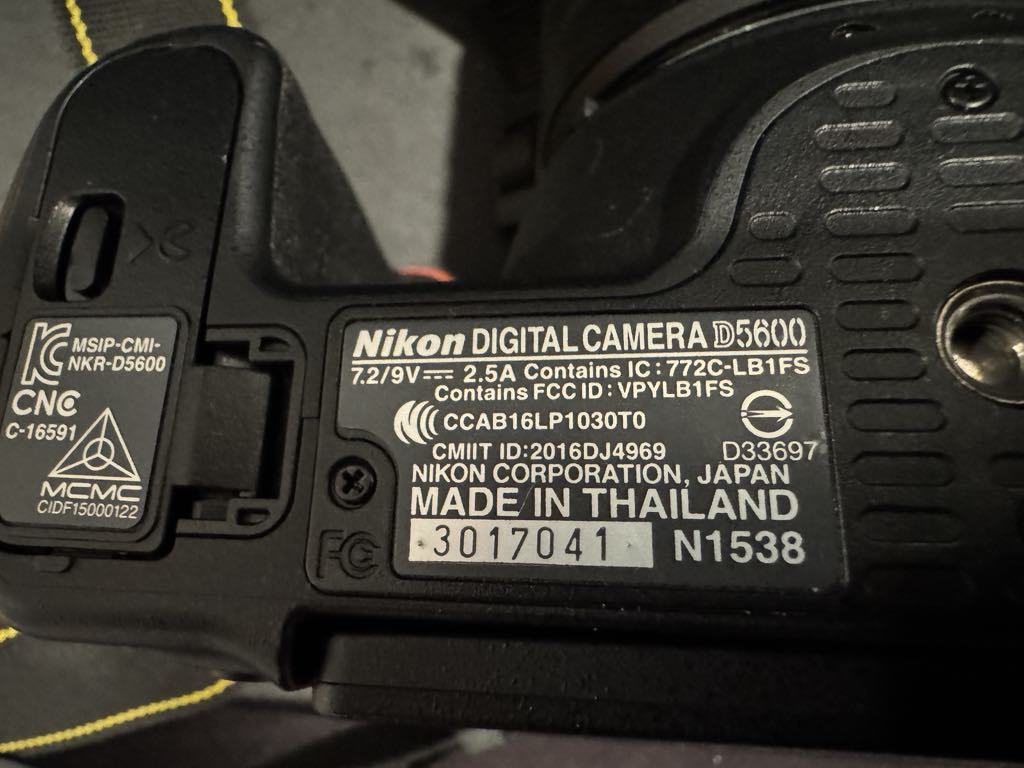 MSIP-CMI-
NKR-D5600
CNC
C-16591
MCMC
CIDF15000122
Nikon DIGITAL CAMERA D5600
7.2/9V⎓ 2.5A Contains IC:772C-LB1FS
Contains FCC ID: VPYLB1FS
CCAB16LP1030T0
CMIIT ID:2016DJ4969 D33697
NIKON CORPORATION, JAPAN
MADE IN THAILAND
3017041 N1538
FC